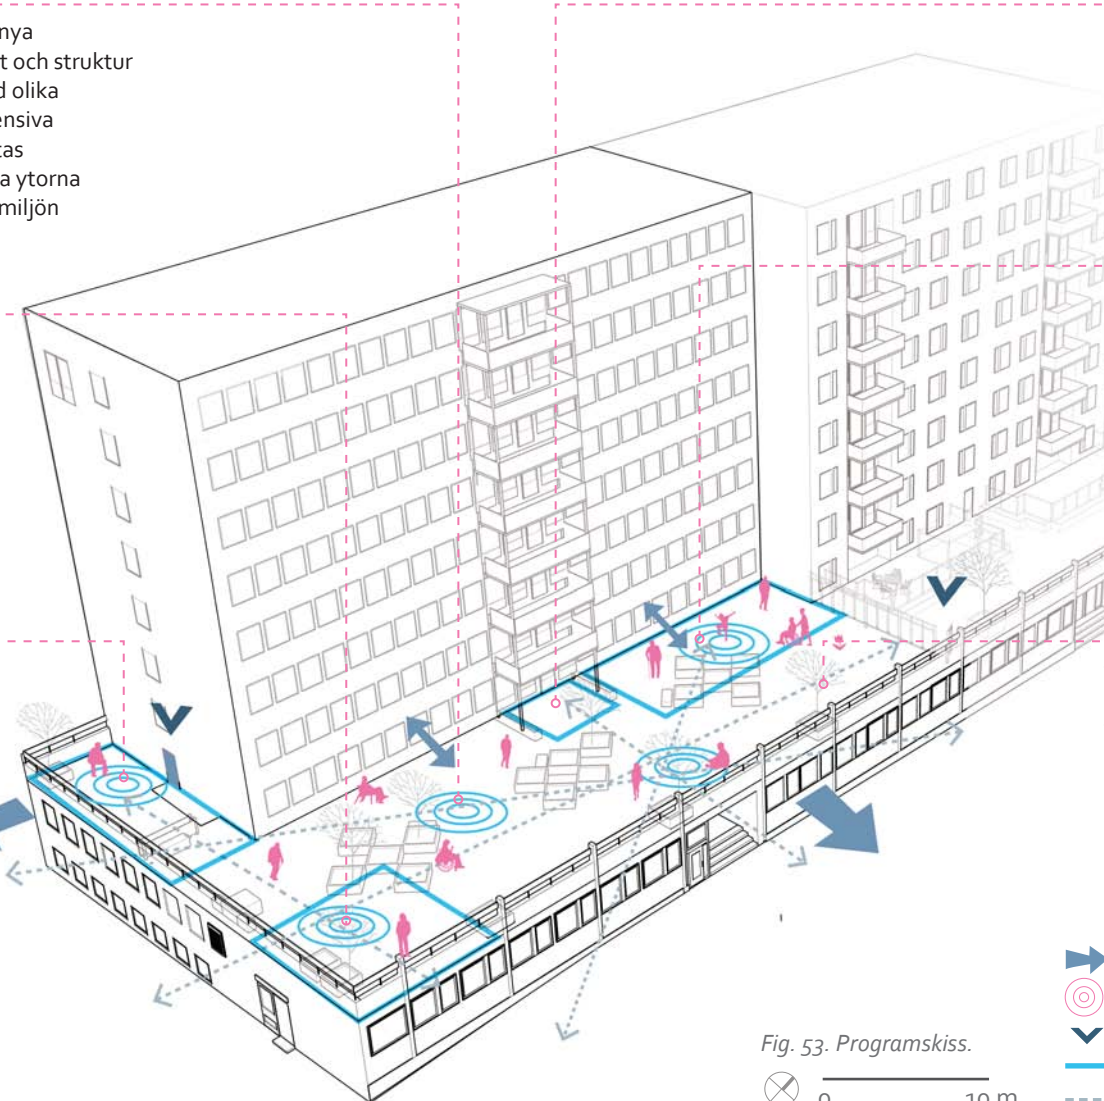 nya
t och struktur
d olika
ensiva
tas
a ytorna
miljön
Fig. 53. Programskiss.
0 10 m